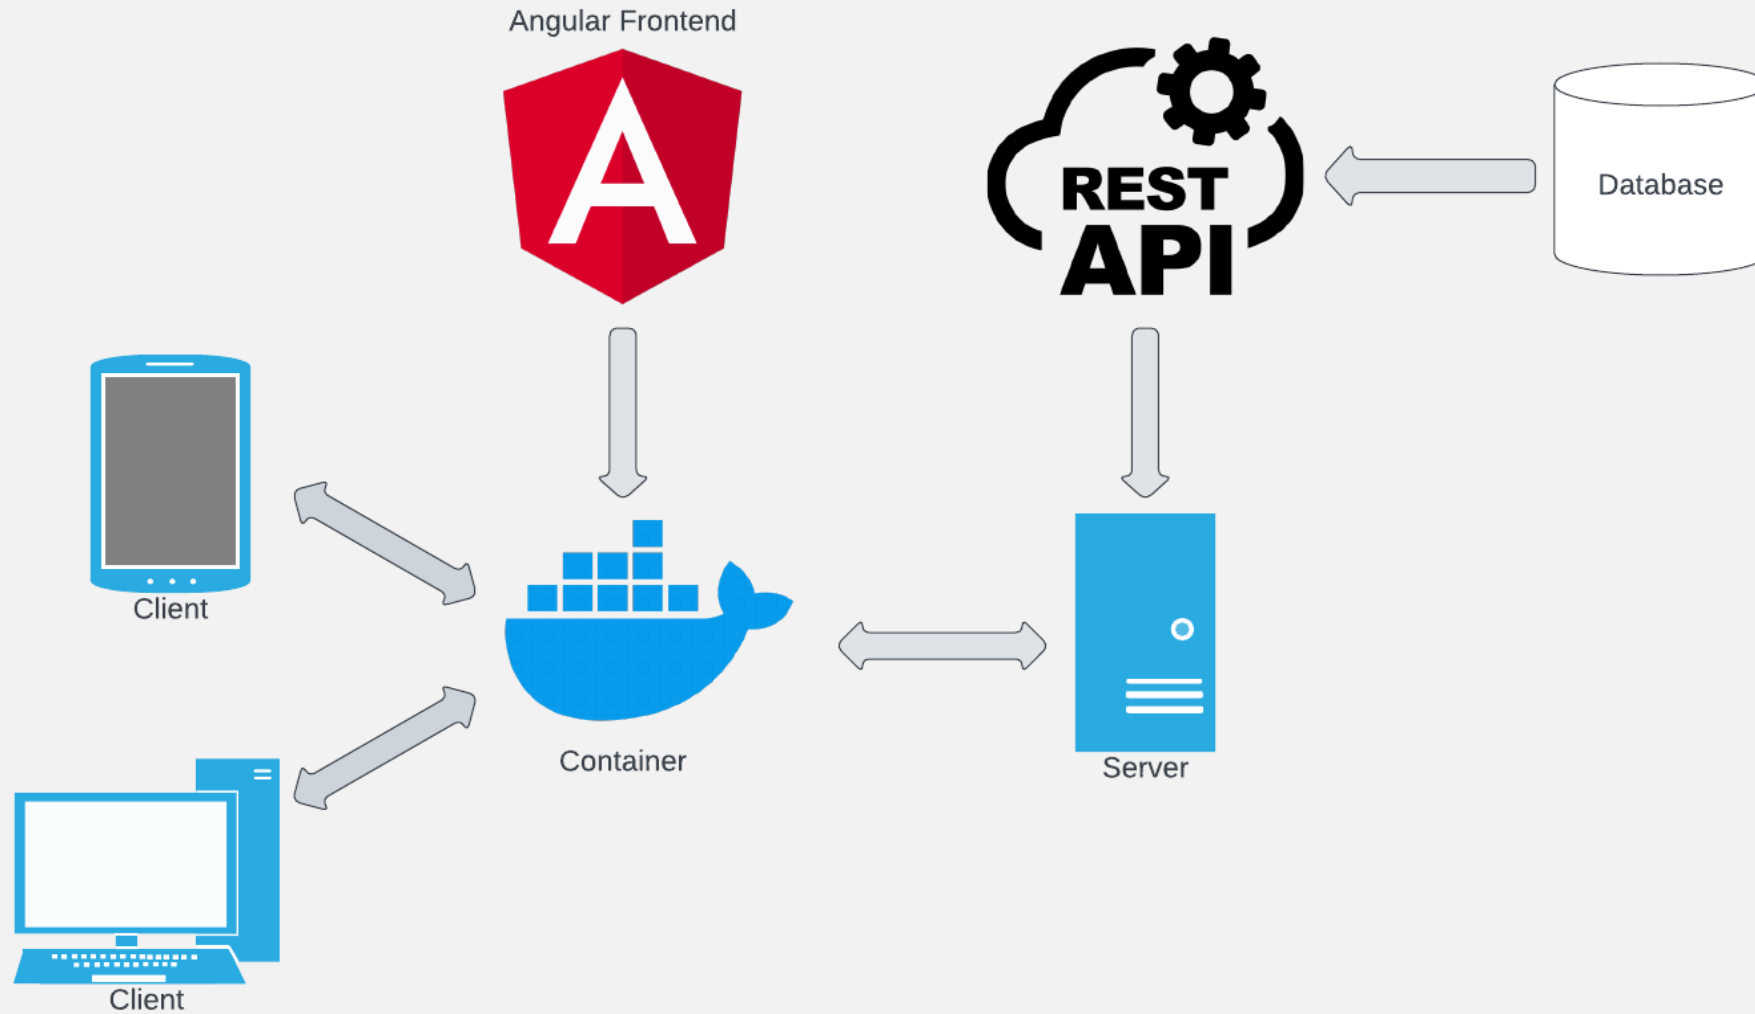 Angular Frontend
REST
API
Database
Client
Container
Server
Client